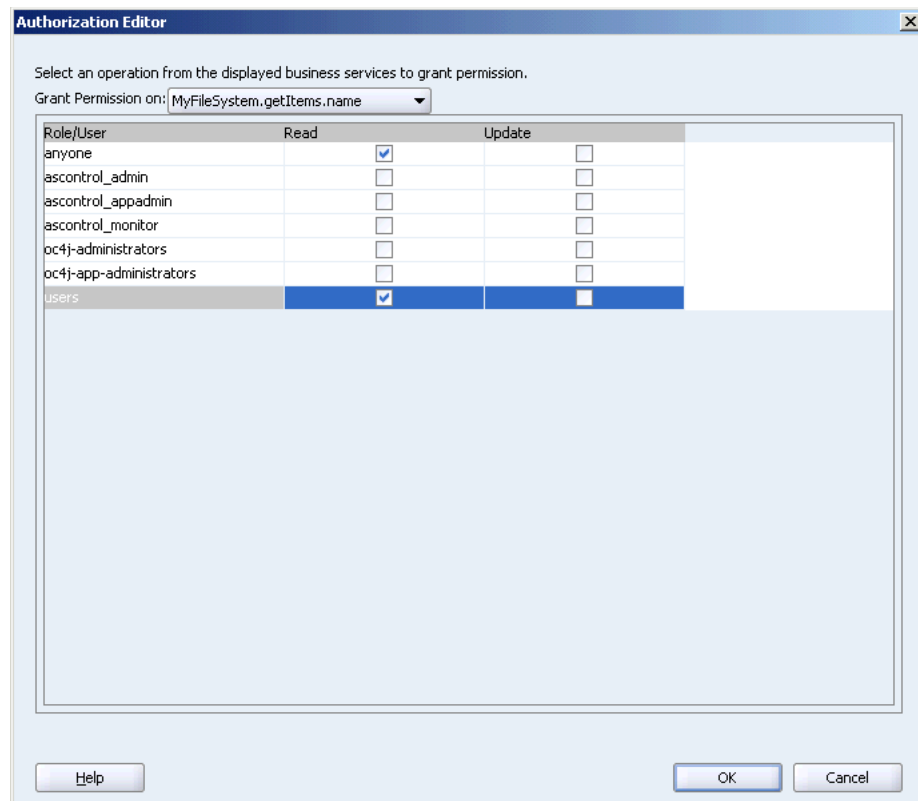 Authorization Editor
Select an operation from the displayed business services to grant permission.
Grant Permission on: MyFileSystem.getItems.name
Role/User Read Update
anyone
ascontrol_admin
ascontrol_appadmin
ascontrol_monitor
oc4j-administrators
oc4j-app-administrators
users
Help OK Cancel